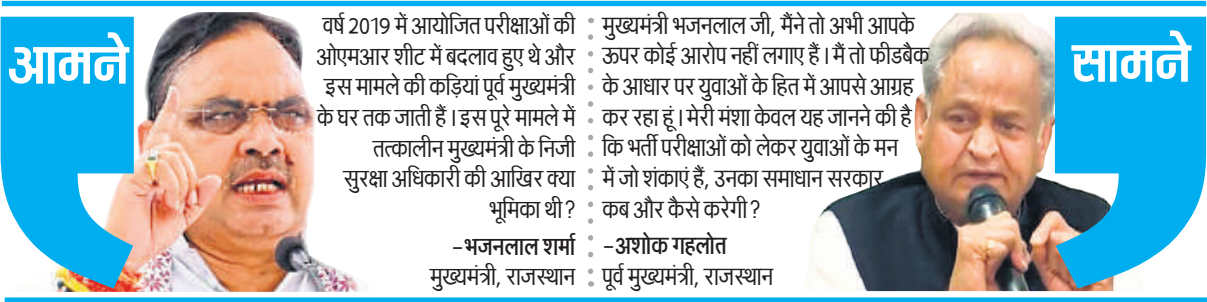 आमने
वर्ष 2019 में आयोजित परीक्षाओं की
ओएमआर शीट में बदलाव हुए थे और
इस मामले की कड़ियां पूर्व मुख्यमंत्री
के घर तक जाती हैं । इस पूरे मामले में
तत्कालीन मुख्यमंत्री के निजी
सुरक्षा अधिकारी की आखिर क्या
भूमिका थी ?
–भजनलाल शर्मा
मुख्यमंत्री, राजस्थान
मुख्यमंत्री भजनलाल जी, मैंने तो अभी आपके
ऊपर कोई आरोप नहीं लगाए हैं । मैं तो फीडबैक
के आधार पर युवाओं के हित में आपसे आग्रह
कर रहा हूं । मेरी मंशा केवल यह जानने की है
कि भर्ती परीक्षाओं को लेकर युवाओं के मन
में जो शंकाएं हैं, उनका समाधान सरकार
कब और कैसे करेगी ?
–अशोक गहलोत
पूर्व मुख्यमंत्री, राजस्थान
सामने